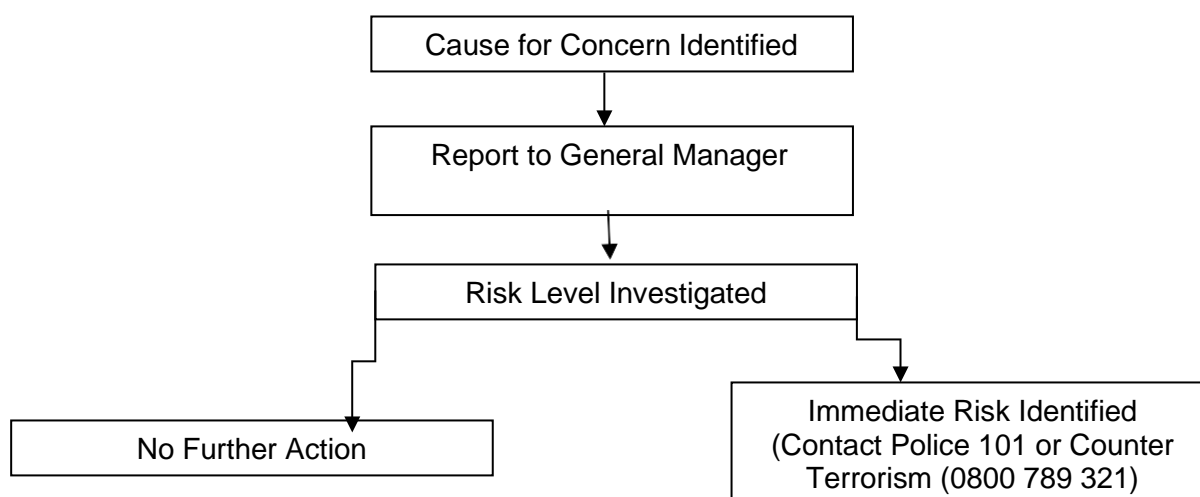 Cause for Concern Identified
Report to General Manager
Risk Level Investigated
No Further Action
Immediate Risk Identified
(Contact Police 101 or Counter
Terrorism (0800 789 321)